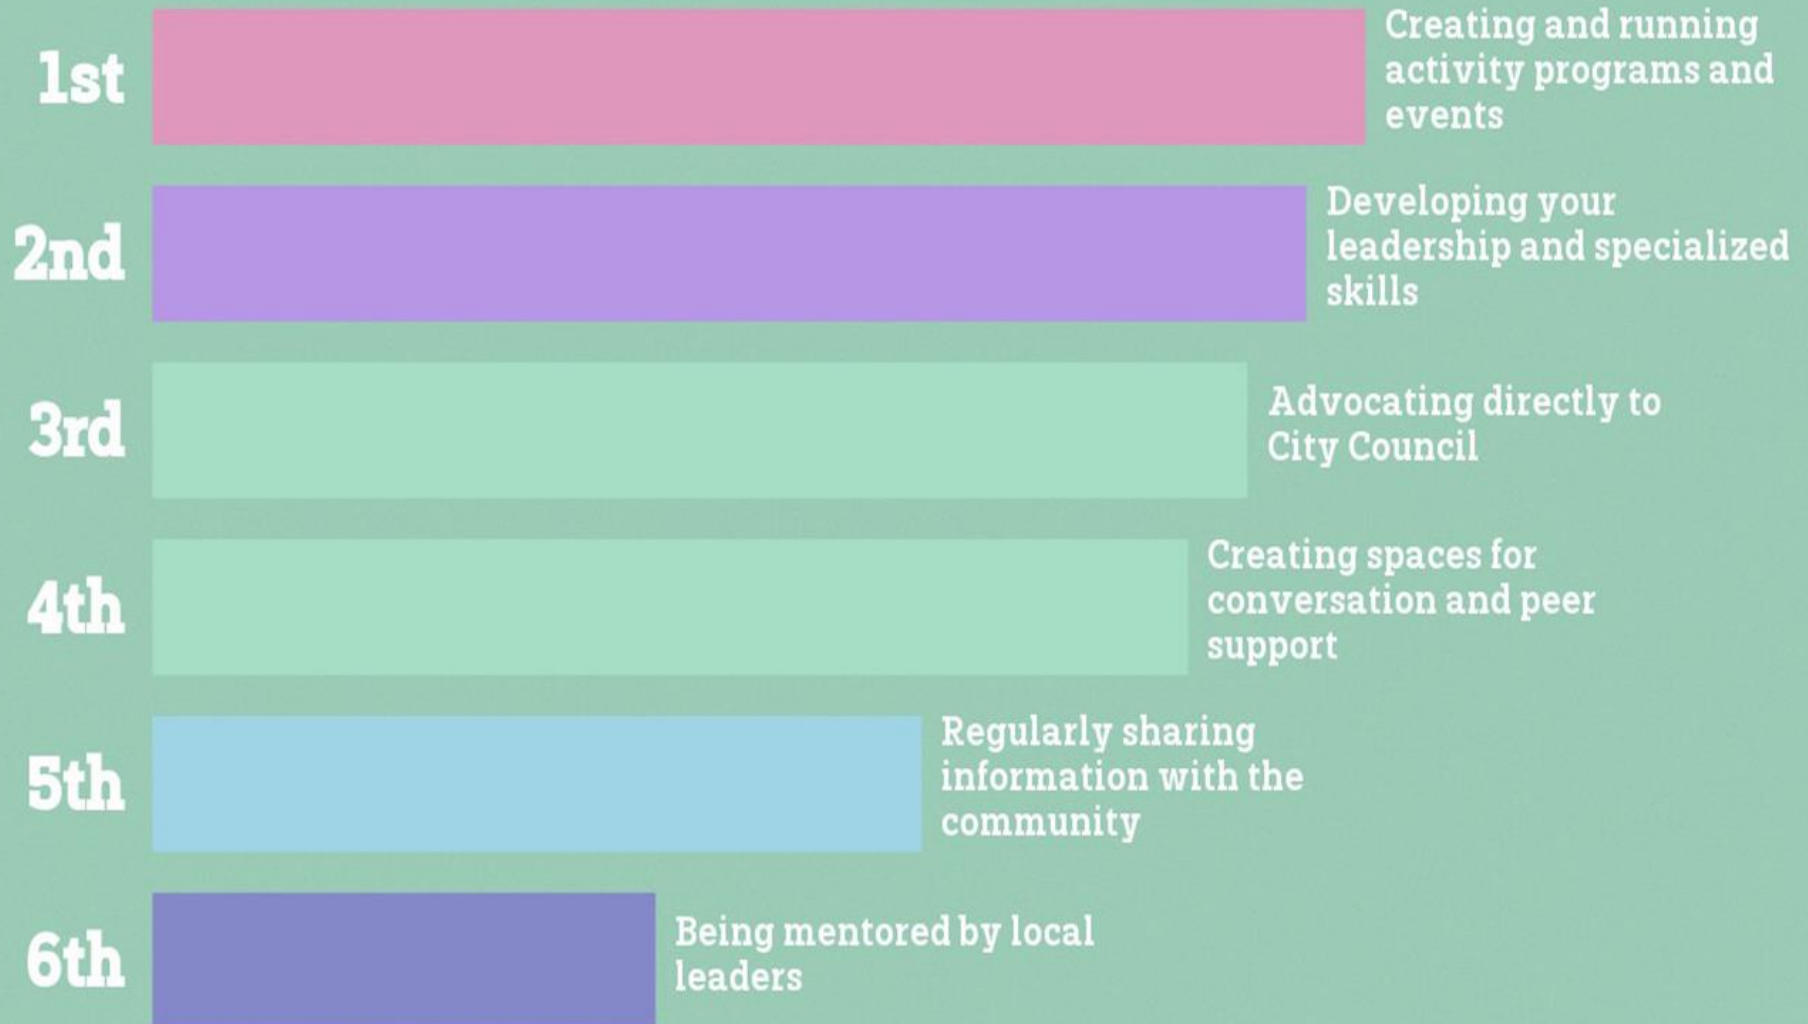 1st
Creating and running
activity programs and
events
2nd
Developing your
leadership and specialized
skills
3rd
Advocating directly to
City Council
4th
Creating spaces for
conversation and peer
support
5th
Regularly sharing
information with the
community
6th
Being mentored by local
leaders